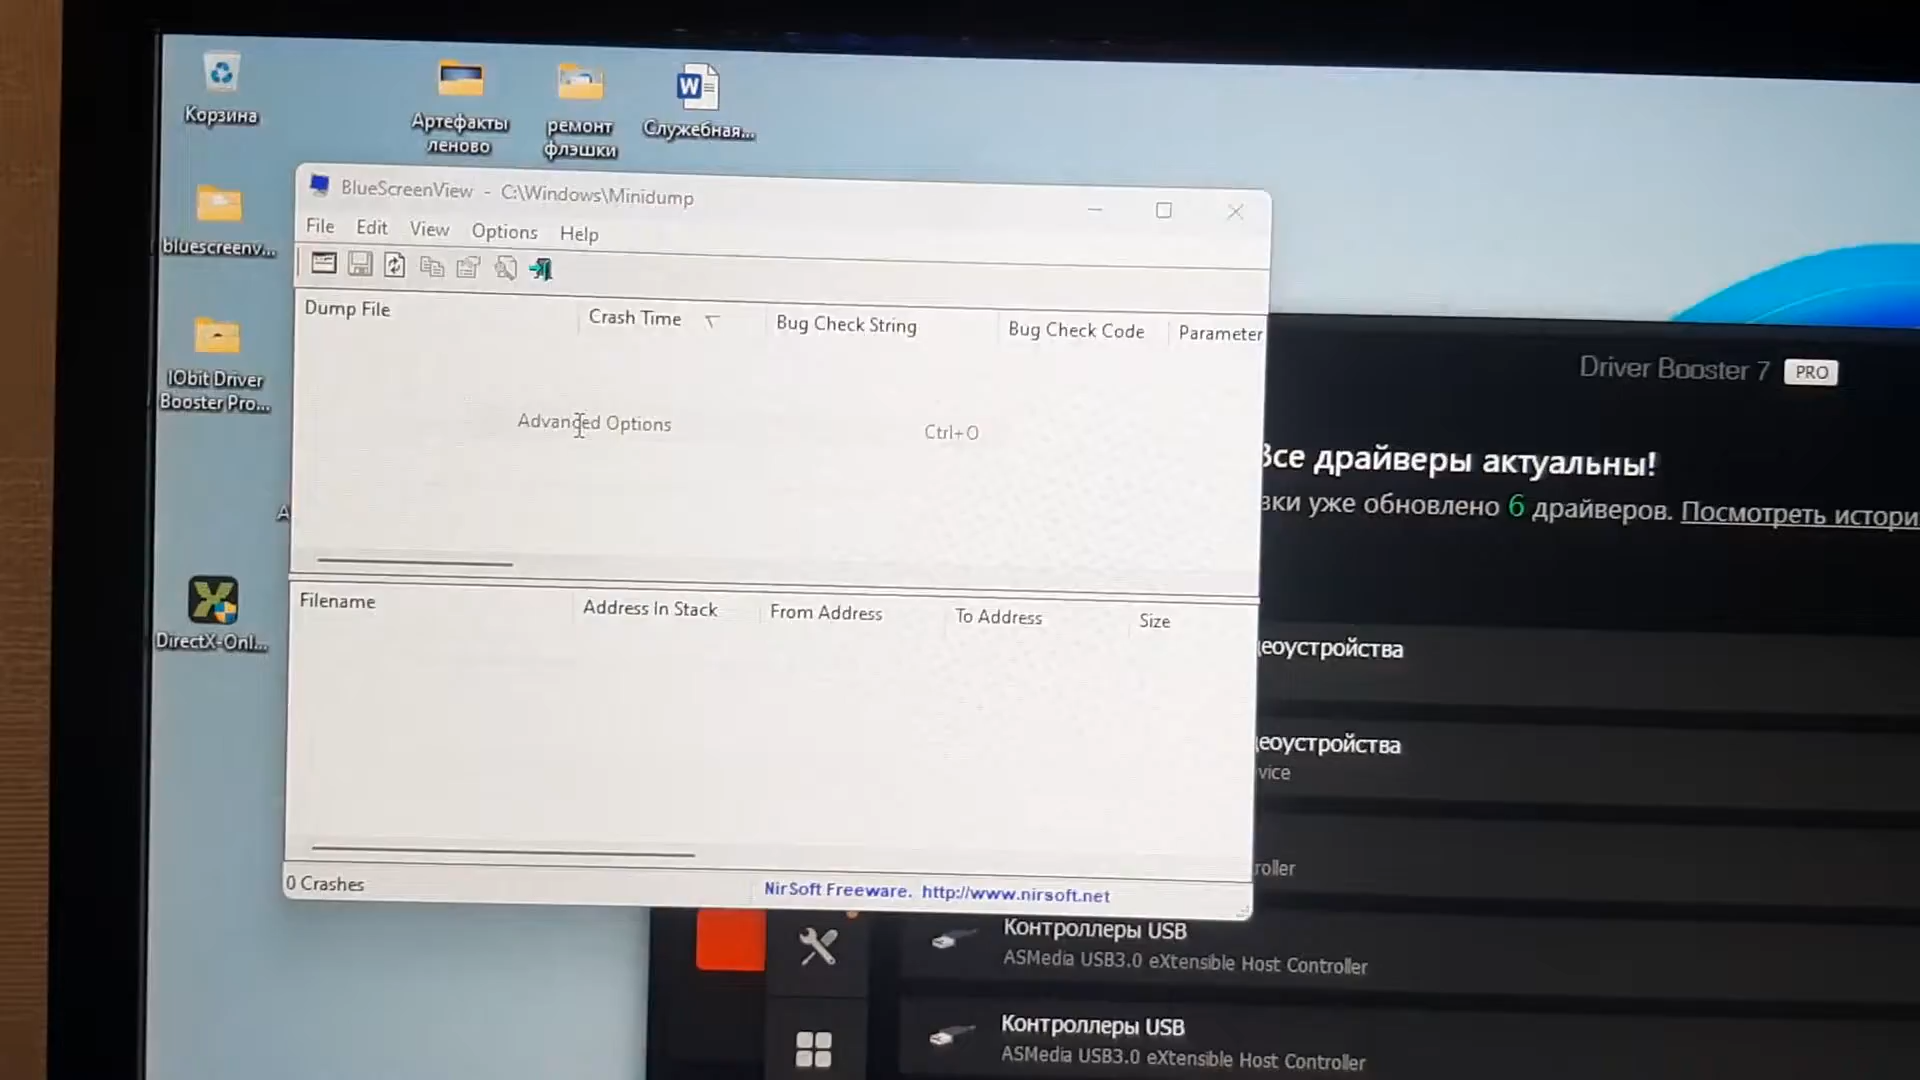 Корзина
Артефакты
леново
ремонт
флэшки
Служебная...
bluescreenv...
IObit Driver
Booster Pro...
A
DirectX-Onl...
BlueScreenView - C:\Windows\Minidump
File Edit View Options Help
Dump File Crash Time Bug Check String Bug Check Code Parameter
Advanced Options Ctrl+O
Filename Address In Stack From Address To Address Size
0 Crashes NirSoft Freeware. http://www.nirsoft.net
Driver Booster 7 PRO
Все драйверы актуальны!
зки уже обновлено 6 драйверов. Посмотреть истори
еоустройства
еоустройства
vice
roller
Контроллеры USB
ASMedia USB3.0 eXtensible Host Controller
Контроллеры USB
ASMedia USB3.0 eXtensible Host Controller